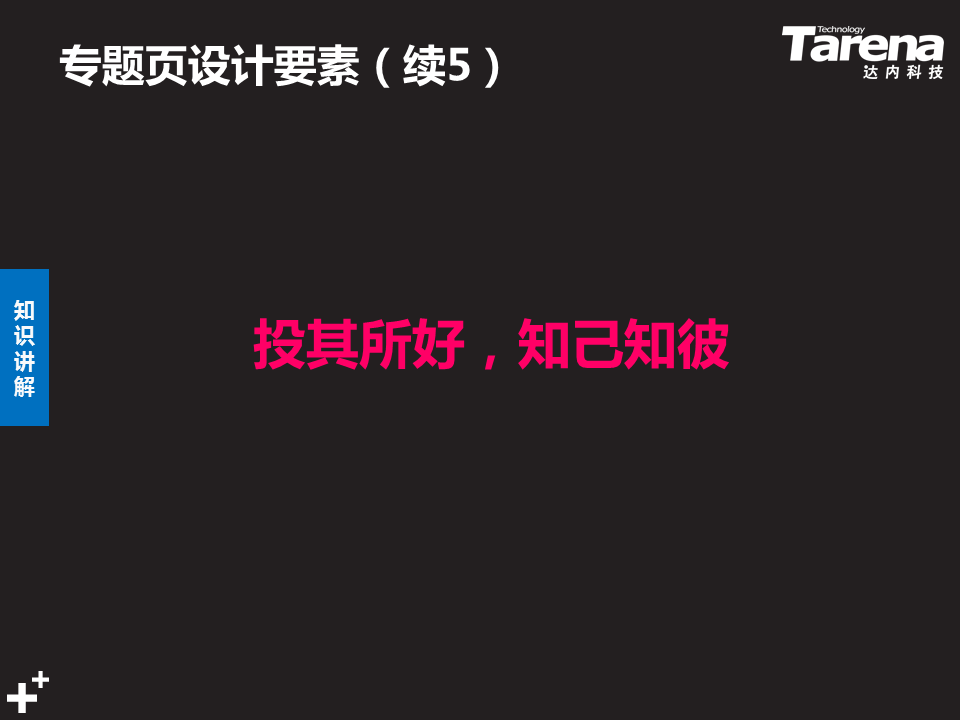 专题页设计要素（续5）
Technology
Tarena
达内科技
知识讲解
投其所好，知己知彼